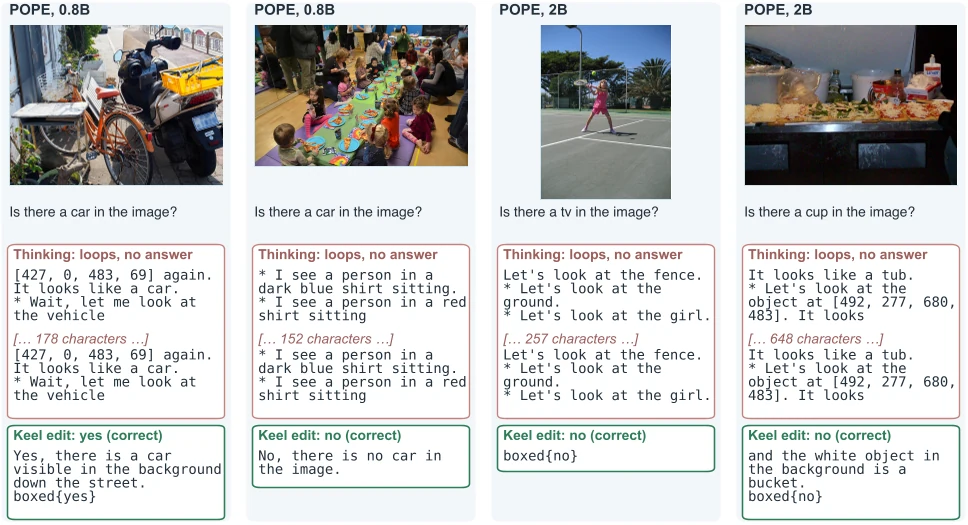 POPE, 0.8B
Is there a car in the image?
Thinking: loops, no answer
[427, 0, 483, 69] again.
It looks like a car.
* Wait, let me look at
the vehicle
[... 178 characters ...]
[427, 0, 483, 69] again.
It looks like a car.
* Wait, let me look at
the vehicle
Keel edit: yes (correct)
Yes, there is a car
visible in the background
down the street.
boxed{yes}
POPE, 0.8B
Is there a car in the image?
Thinking: loops, no answer
* I see a person in a
dark blue shirt sitting.
* I see a person in a red
shirt sitting
[... 152 characters ...]
* I see a person in a
dark blue shirt sitting.
* I see a person in a red
shirt sitting
Keel edit: no (correct)
No, there is no car in
the image.
POPE, 2B
Is there a tv in the image?
Thinking: loops, no answer
Let's look at the fence.
* Let's look at the
ground.
* Let's look at the girl.
[... 257 characters ...]
Let's look at the fence.
* Let's look at the
ground.
* Let's look at the girl.
Keel edit: no (correct)
boxed{no}
POPE, 2B
Is there a cup in the image?
Thinking: loops, no answer
It looks like a tub.
* Let's look at the
object at [492, 277, 680,
483]. It looks
[... 648 characters ...]
It looks like a tub.
* Let's look at the
object at [492, 277, 680,
483]. It looks
Keel edit: no (correct)
and the white object in
the background is a
bucket.
boxed{no}